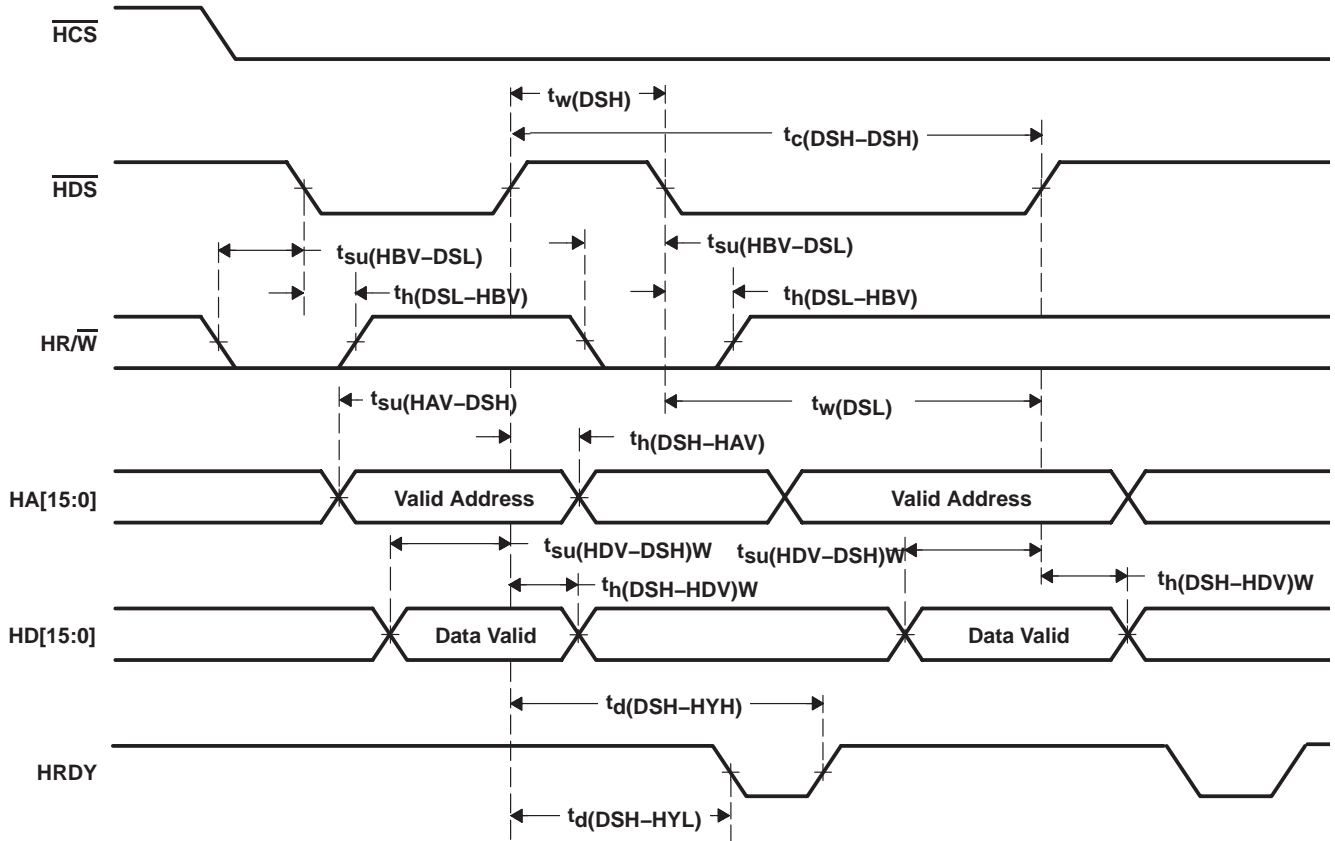 HCS
tw(DSH)
tc(DSH–DSH)
HDS
tsu(HBV–DSL)
tsu(HBV–DSL)
th(DSL–HBV)
th(DSL–HBV)
HR/W
tsu(HAV–DSH)
tw(DSL)
th(DSH–HAV)
HA[15:0]
Valid Address
Valid Address
tsu(HDV–DSH)W
tsu(HDV–DSH)W
th(DSH–HDV)W
th(DSH–HDV)W
HD[15:0]
Data Valid
Data Valid
td(DSH–HYH)
HRDY
td(DSH–HYL)